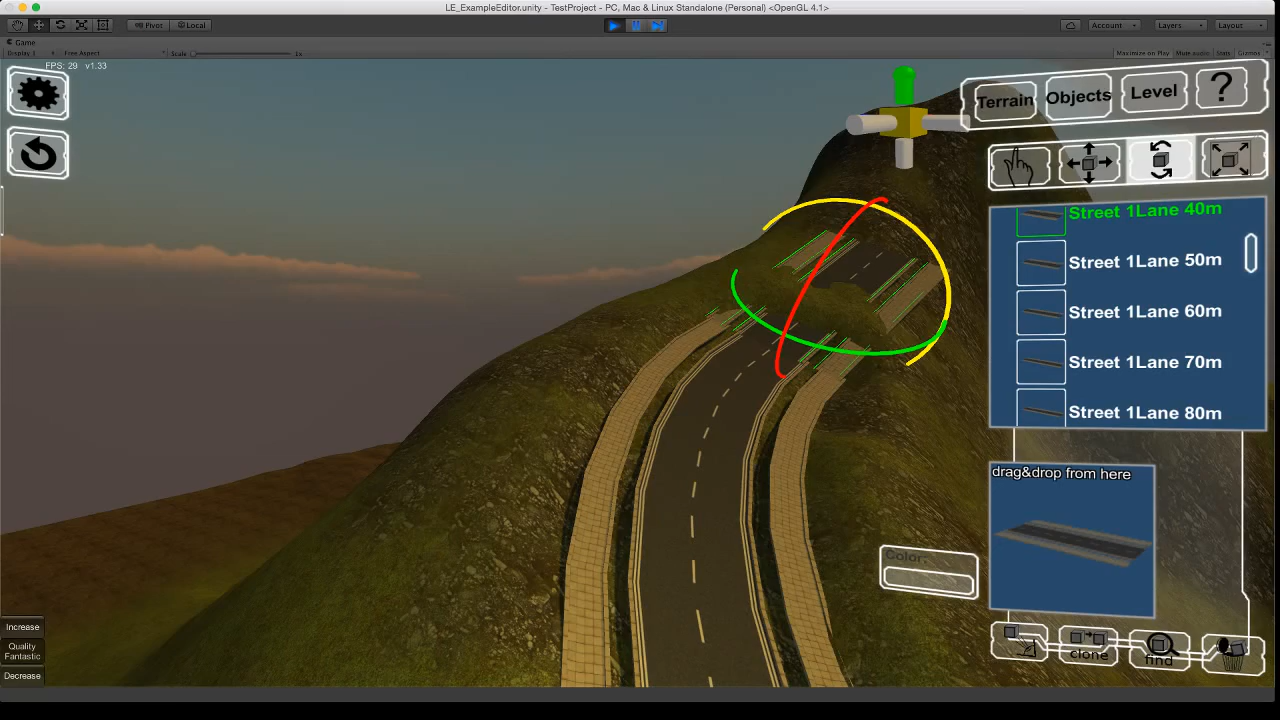 LE_ExampleEditor.unity - TestProject - PC, Mac & Linux Standalone (Personal) <OpenGL 4.1>
Pivot Local Account Layers Layout
Game
Display 1 Free Aspect Scale 1x Maximize on Play Mute audio Stats Gizmos
FPS: 29 v1.33
Terrain Objects Level ?
Street 1Lane 40m
Street 1Lane 50m
Street 1Lane 60m
Street 1Lane 70m
Street 1Lane 80m
drag&drop from here
Color:
Increase
Quality
Fantastic
Decrease
clone find